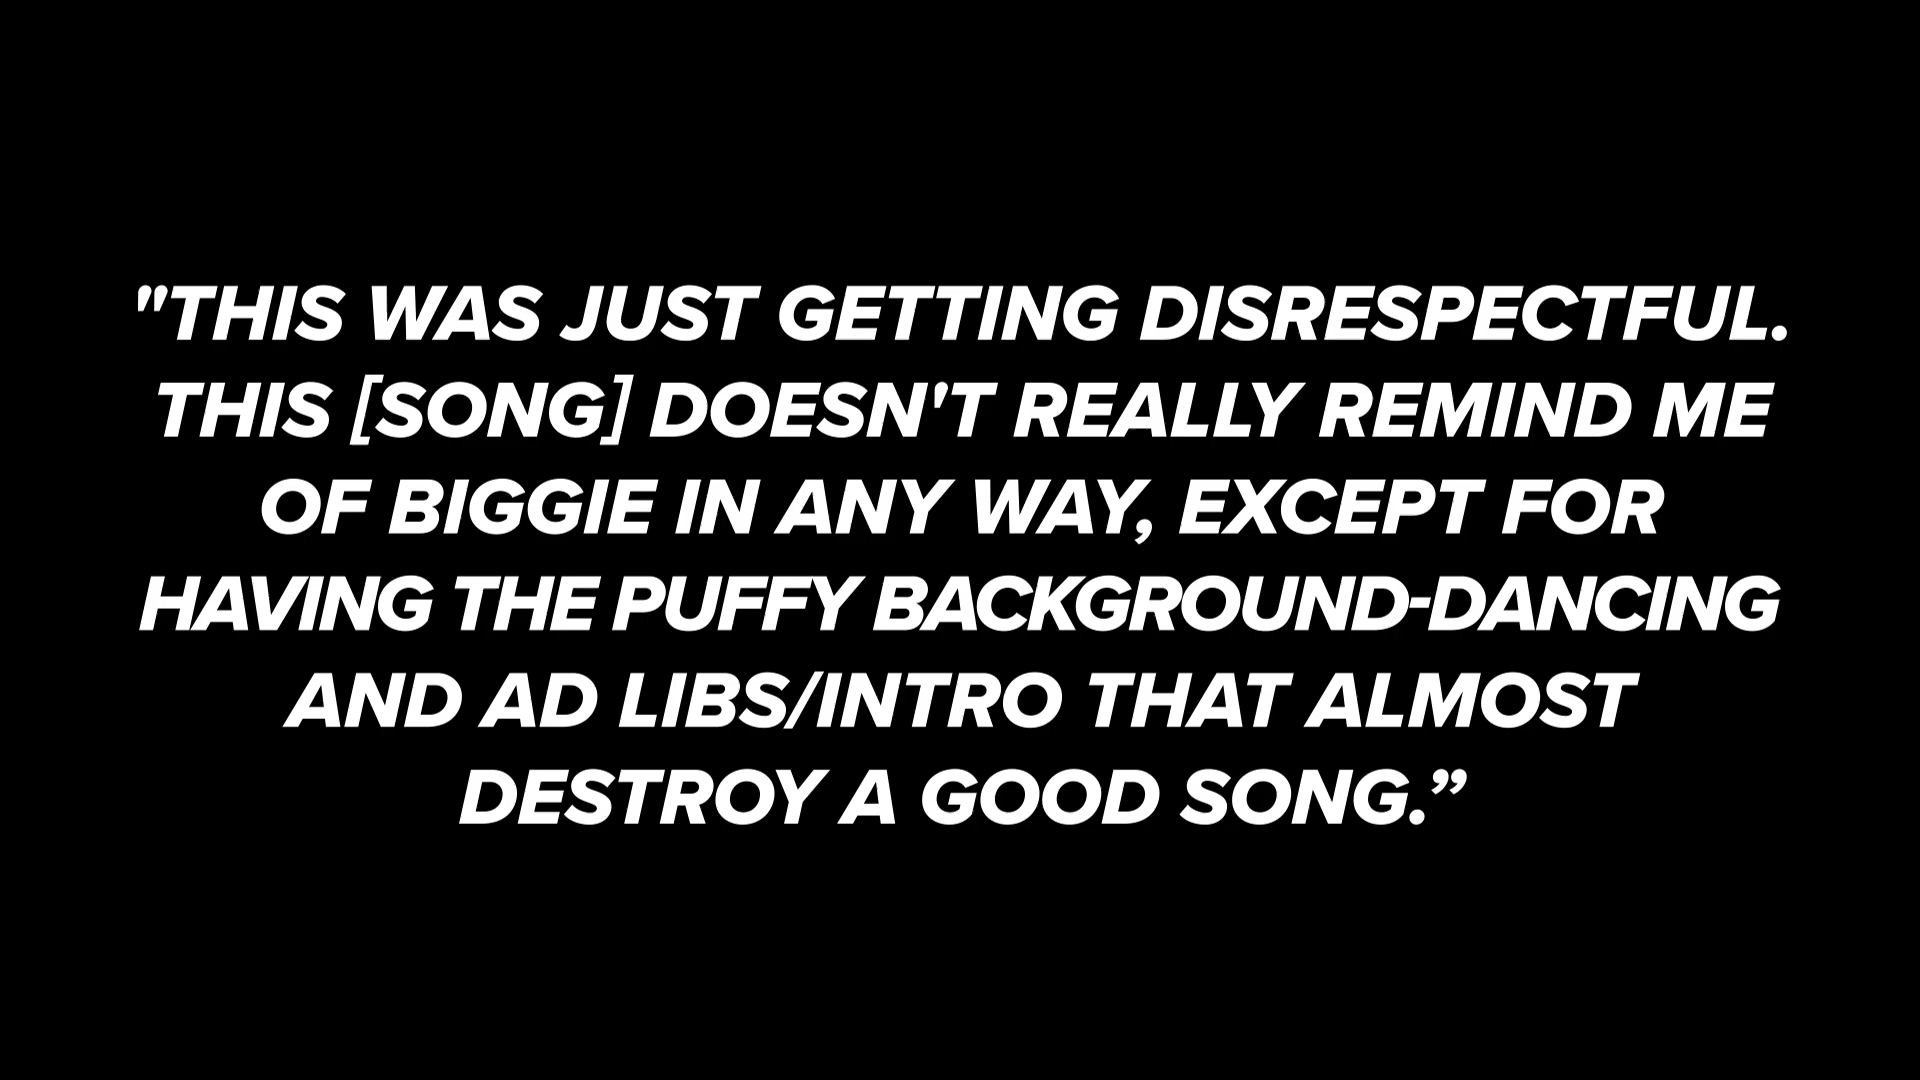 "THIS WAS JUST GETTING DISRESPECTFUL.
THIS [SONG] DOESN'T REALLY REMIND ME
OF BIGGIE IN ANY WAY, EXCEPT FOR
HAVING THE PUFFY BACKGROUND-DANCING
AND AD LIBS/INTRO THAT ALMOST
DESTROY A GOOD SONG.”